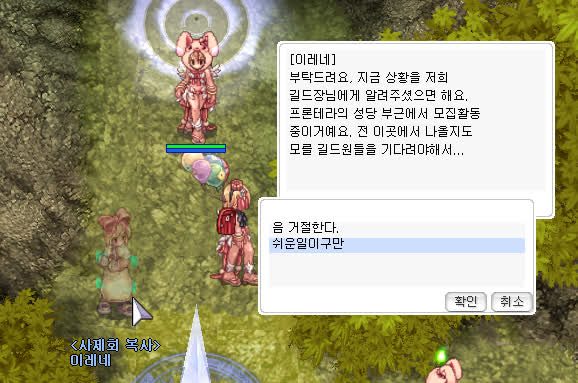 [이레네]
부탁드려요. 지금 상황을 저희
길드장님에게 알려주셨으면 해요.
프론테라의 성당 부근에서 모집활동
중이거예요. 전 이곳에서 나올지도
모를 길드원들을 기다려야해서...
음 거절한다.
쉬운일이구만
확인
취소
<사제회 복사>
이레네